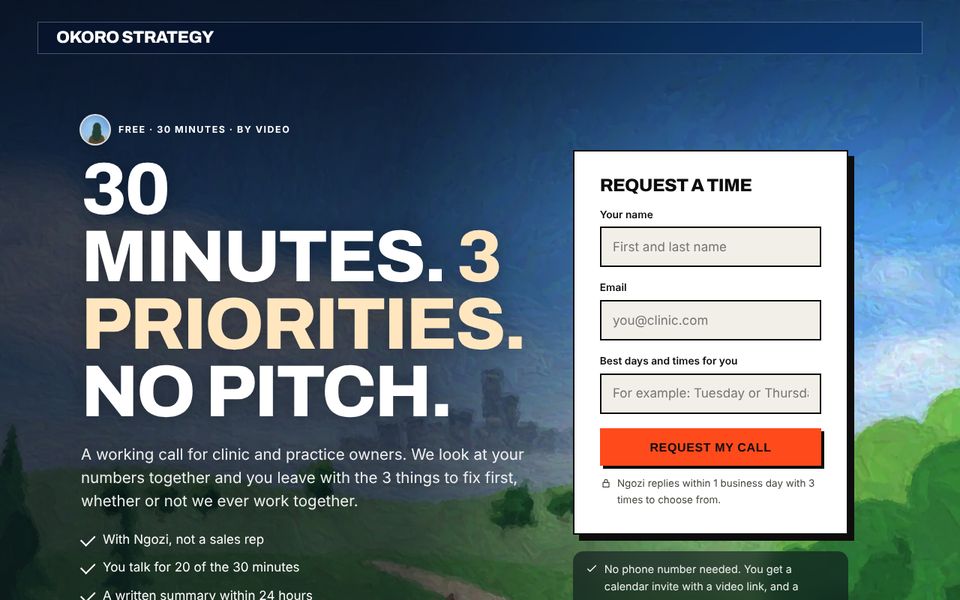 OKORO STRATEGY
FREE · 30 MINUTES · BY VIDEO
30
MINUTES. 3
PRIORITIES.
NO PITCH.
A working call for clinic and practice owners. We look at your
numbers together and you leave with the 3 things to fix first,
whether or not we ever work together.
With Ngozi, not a sales rep
You talk for 20 of the 30 minutes
A written summary within 24 hours
REQUEST A TIME
Your name
First and last name
Email
you@clinic.com
Best days and times for you
For example: Tuesday or Thursd
REQUEST MY CALL
Ngozi replies within 1 business day with 3
times to choose from.
No phone number needed. You get a
calendar invite with a video link, and a